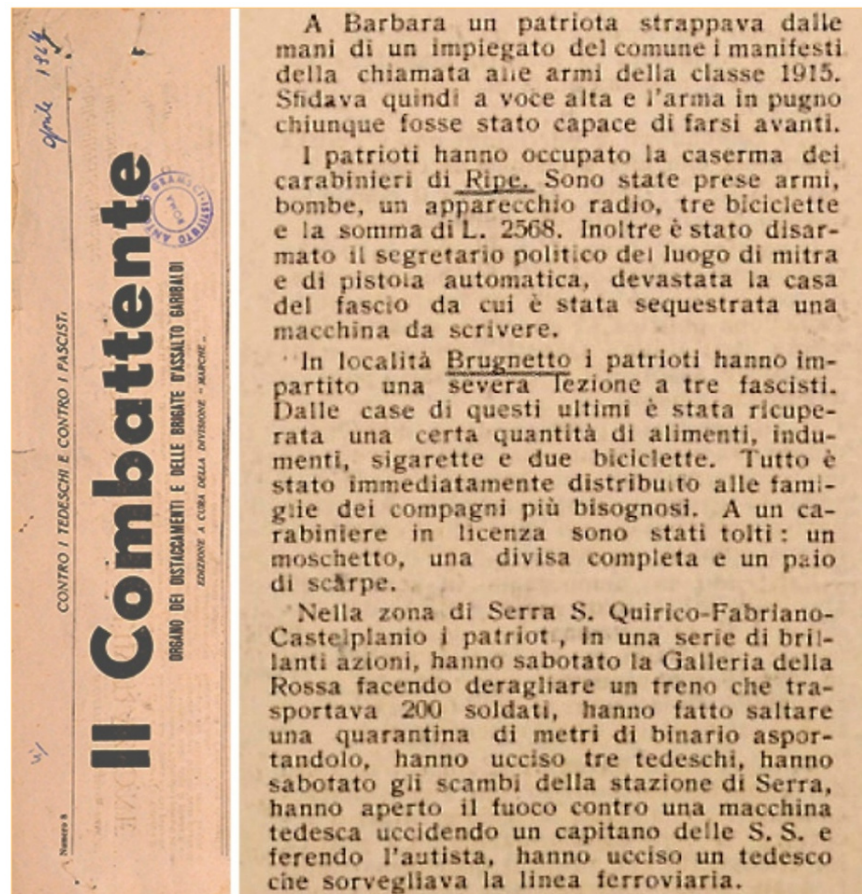 aprile 1944
CONTRO I TEDESCHI E CONTRO I FASCISTI
Il Combattente
ORGANO DEI DISTACCAMENTI E DELLE BRIGATE D'ASSALTO GARIBALDI
EDIZIONE A CURA DELLA DIVISIONE "MARCHE"
Numero 8
ISTITUTO ANTONIO GRAMSCI
ROMA
A Barbara un patriota strappava dalle
mani di un impiegato del comune i manifesti
della chiamata alle armi della classe 1915.
Sfidava quindi a voce alta e l'arma in pugno
chiunque fosse stato capace di farsi avanti.
I patrioti hanno occupato la caserma dei
carabinieri di Ripe. Sono state prese armi,
bombe, un apparecchio radio, tre biciclette
e la somma di L. 2568. Inoltre è stato disar-
mato il segretario politico del luogo di mitra
e di pistola automatica, devastata la casa
del fascio da cui è stata sequestrata una
macchina da scrivere.
In località Brugnetto i patrioti hanno im-
partito una severa lezione a tre fascisti.
Dalle case di questi ultimi è stata ricupe-
rata una certa quantità di alimenti, indu-
menti, sigarette e due biciclette. Tutto è
stato immediatamente distribuito alle fami-
glie dei compagni più bisognosi. A un ca-
rabiniere in licenza sono stati tolti: un
moschetto, una divisa completa e un paio
di scarpe.
Nella zona di Serra S. Quirico-Fabriano-
Castelplanio i patriot , in una serie di bril-
lanti azioni, hanno sabotato la Galleria della
Rossa facendo deragliare un treno che tra-
sportava 200 soldati, hanno fatto saltare
una quarantina di metri di binario aspor-
tandolo, hanno ucciso tre tedeschi, hanno
sabotato gli scambi della stazione di Serra,
hanno aperto il fuoco contro una macchina
tedesca uccidendo un capitano delle S. S. e
ferendo l'autista, hanno ucciso un tedesco
che sorvegliava la linea ferroviaria.